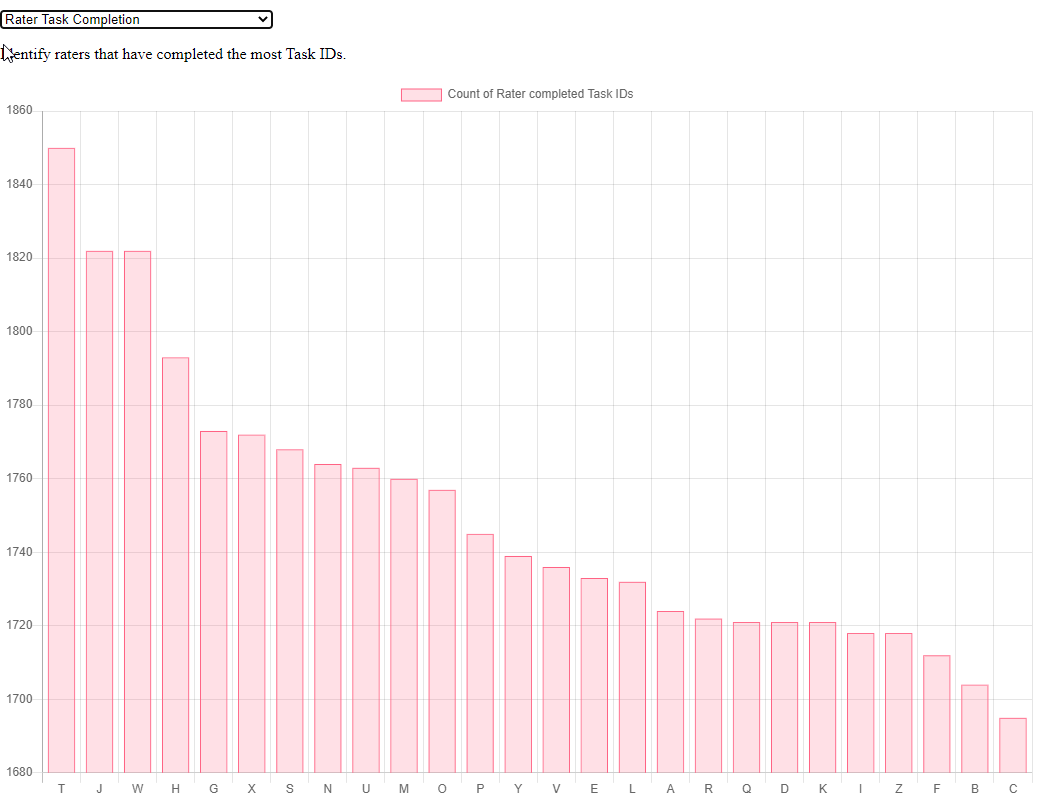 Rater Task Completion
Identify raters that have completed the most Task IDs.
Count of Rater completed Task IDs
1860
1840
1820
1800
1780
1760
1740
1720
1700
1680
T J W H G X S N U M O P Y V E L A R Q D K I Z F B C